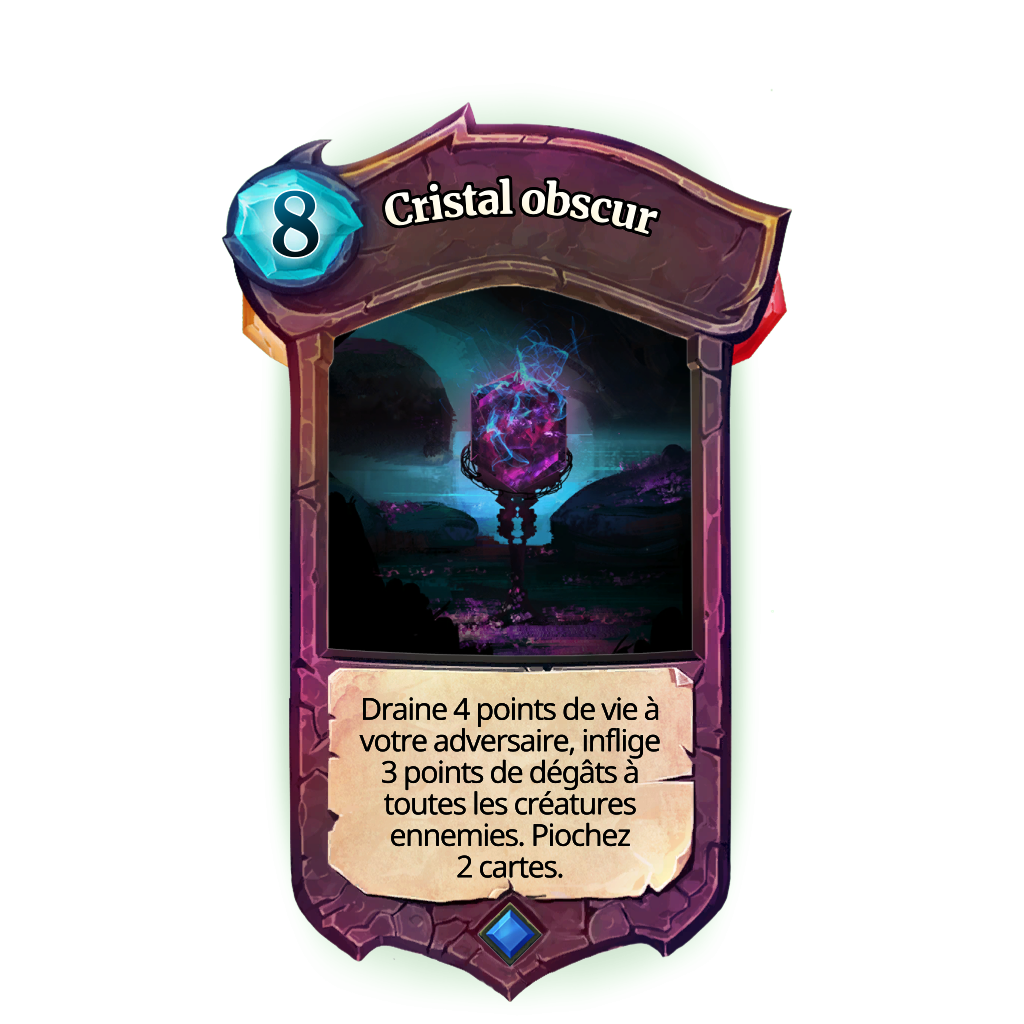 8
Cristal obscur
Draine 4 points de vie à
votre adversaire, inflige
3 points de dégâts à
toutes les créatures
ennemies. Piochez
2 cartes.